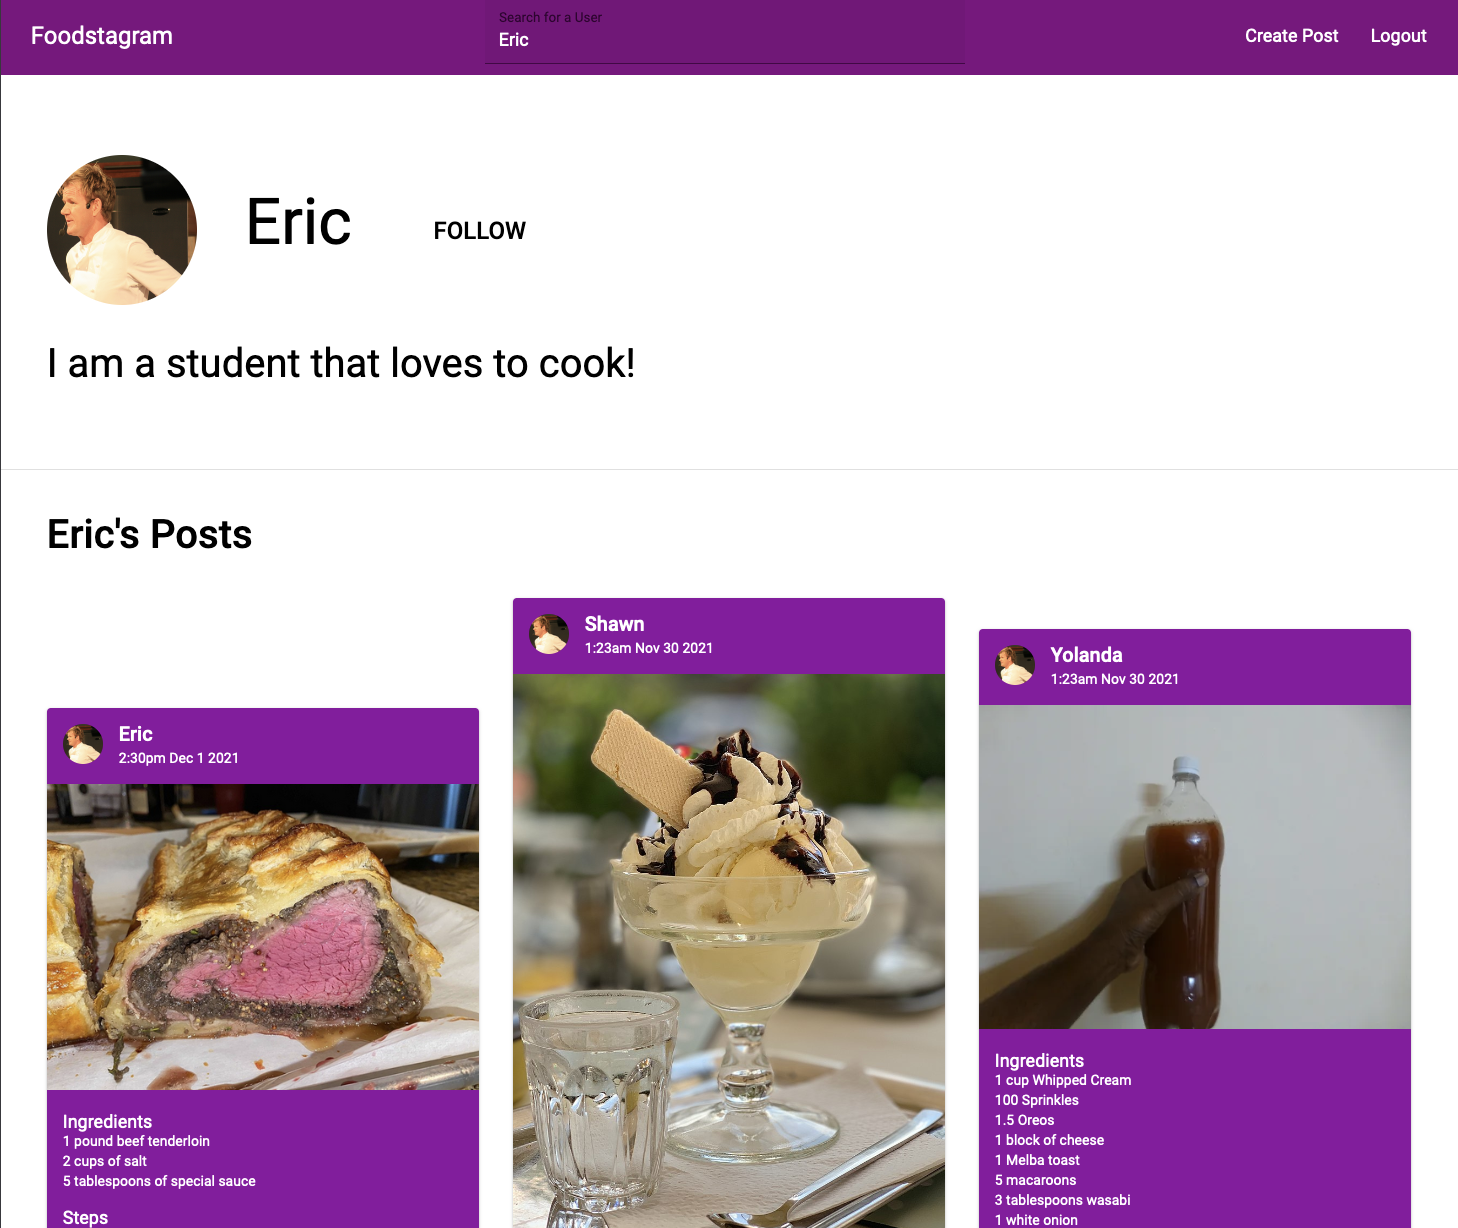 Foodstagram
Search for a User
Eric
Create Post
Logout
Eric
FOLLOW
I am a student that loves to cook!
Eric's Posts
Eric
2:30pm Dec 1 2021
Ingredients
1 pound beef tenderloin
2 cups of salt
5 tablespoons of special sauce
Steps
Shawn
1:23am Nov 30 2021
Yolanda
1:23am Nov 30 2021
Ingredients
1 cup Whipped Cream
100 Sprinkles
1.5 Oreos
1 block of cheese
1 Melba toast
5 macaroons
3 tablespoons wasabi
1 white onion